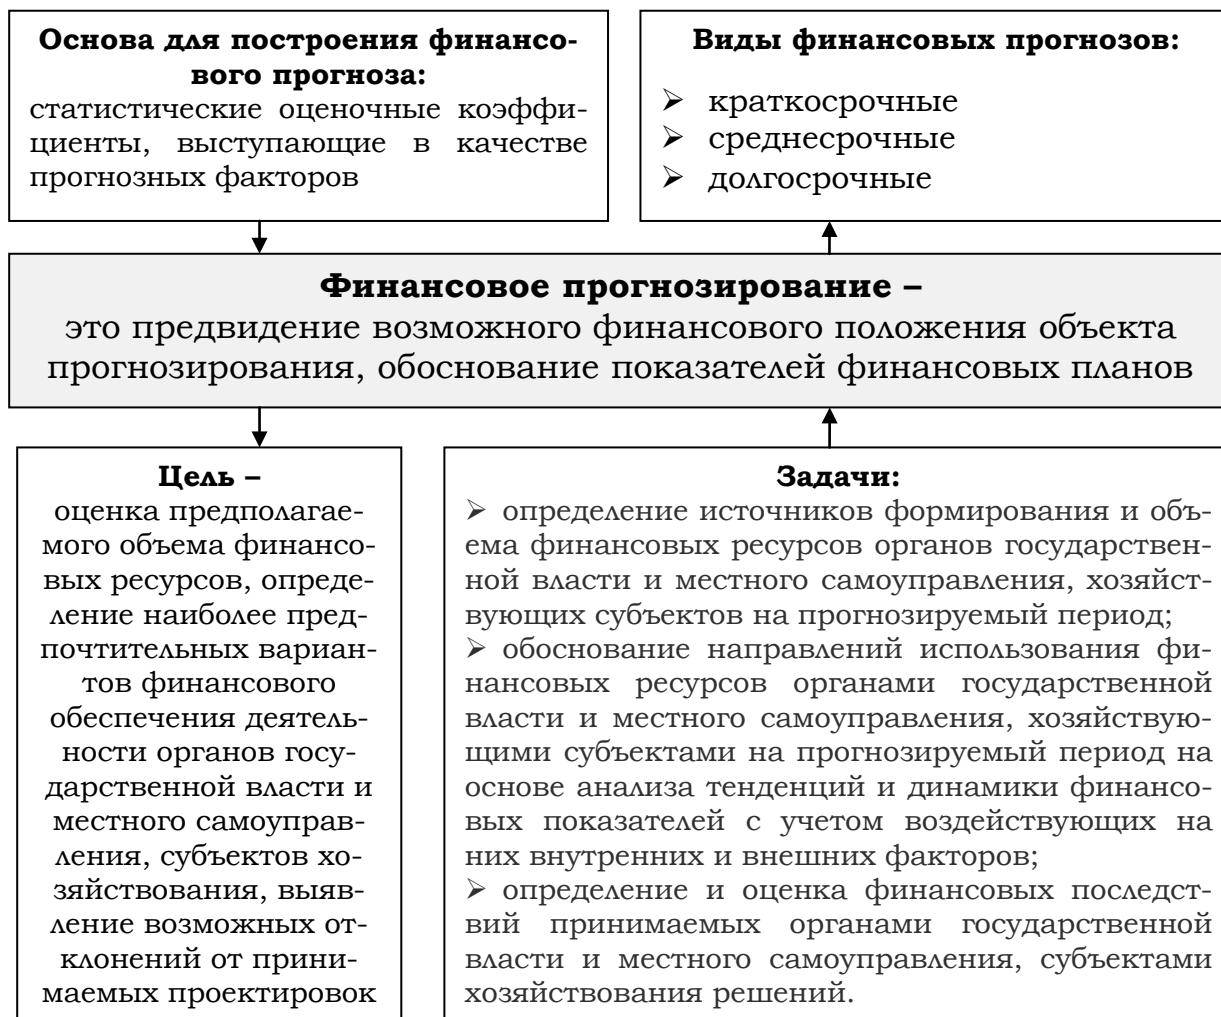 Основа для построения финансо-
вого прогноза:
статистические оценочные коэффи-
циенты, выступающие в качестве
прогнозных факторов
Виды финансовых прогнозов:
➢ краткосрочные
➢ среднесрочные
➢ долгосрочные
Финансовое прогнозирование –
это предвидение возможного финансового положения объекта
прогнозирования, обоснование показателей финансовых планов
Цель –
оценка предполагае-
мого объема финансо-
вых ресурсов, опреде-
ление наиболее пред-
почтительных вариан-
тов финансового
обеспечения деятель-
ности органов госу-
дарственной власти и
местного самоуправ-
ления, субъектов хо-
зяйствования, выяв-
ление возможных от-
клонений от прини-
маемых проектировок
Задачи:
➢ определение источников формирования и объ-
ема финансовых ресурсов органов государствен-
ной власти и местного самоуправления, хозяйст-
вующих субъектов на прогнозируемый период;
➢ обоснование направлений использования фи-
нансовых ресурсов органами государственной
власти и местного самоуправления, хозяйствую-
щими субъектами на прогнозируемый период на
основе анализа тенденций и динамики финансо-
вых показателей с учетом воздействующих на
них внутренних и внешних факторов;
➢ определение и оценка финансовых последст-
вий принимаемых органами государственной
власти и местного самоуправления, субъектами
хозяйствования решений.